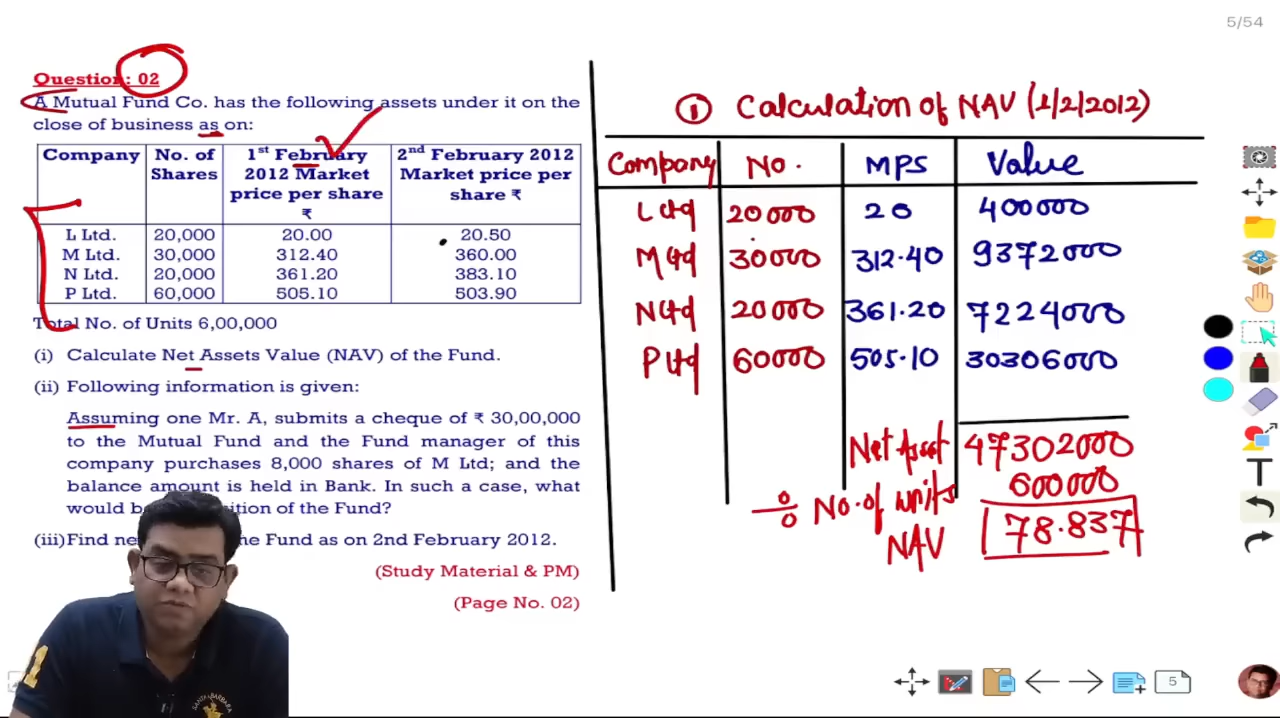 5/54
Question: 02
A Mutual Fund Co. has the following assets under it on the
close of business as on:
Company No. of Shares 1st February 2012 Market price per share ₹ 2nd February 2012 Market price per share ₹
L Ltd. 20,000 20.00 20.50
M Ltd. 30,000 312.40 360.00
N Ltd. 20,000 361.20 383.10
P Ltd. 60,000 505.10 503.90
Total No. of Units 6,00,000
(i) Calculate Net Assets Value (NAV) of the Fund.
(ii) Following information is given:
Assuming one Mr. A, submits a cheque of ₹ 30,00,000
to the Mutual Fund and the Fund manager of this
company purchases 8,000 shares of M Ltd; and the
balance amount is held in Bank. In such a case, what
would be ition of the Fund?
(iii) Find ne e Fund as on 2nd February 2012.
(Study Material & PM)
(Page No. 02)
① Calculation of NAV (1/2/2012)
Company No. MPS Value
L Ltd 20000 20 400000
M Ltd 30000 312.40 9372000
N Ltd 20000 361.20 7224000
P Ltd 60000 505.10 30306000
Net Asset 47302000
÷ No. of units 600000
NAV 78.837
T
5
1
SANTA BARBARA